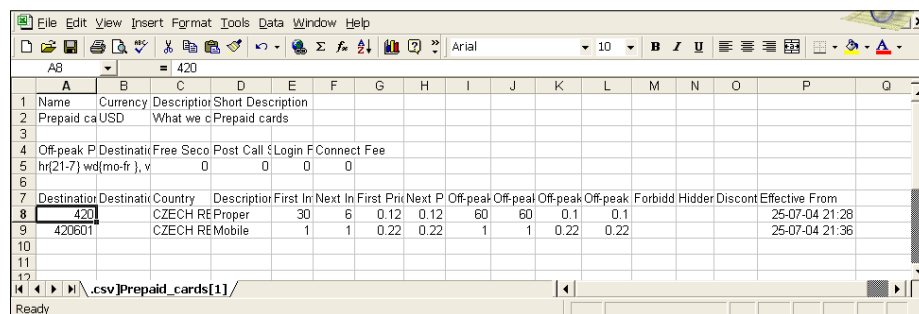 File Edit View Insert Format Tools Data Window Help
Arial 10 B I U
A8 = 420
A B C D E F G H I J K L M N O P Q
1 Name Currency Description Short Description
2 Prepaid ca USD What we c Prepaid cards
3
4 Off-peak P Destinatio Free Seco Post Call S Login F Connect Fee
5 hr{21-7} wd{mo-fr }, v 0 0 0 0
6
7 Destination Destinatio Country Description First In Next In First Pric Next P Off-peak Off-peak Off-peak Off-peak Forbidd Hidden Discont Effective From
8 420 CZECH RE Proper 30 6 0.12 0.12 60 60 0.1 0.1 25-07-04 21:28
9 420601 CZECH RE Mobile 1 1 0.22 0.22 1 1 0.22 0.22 25-07-04 21:36
10
11
12
.csv]Prepaid_cards[1]
Ready